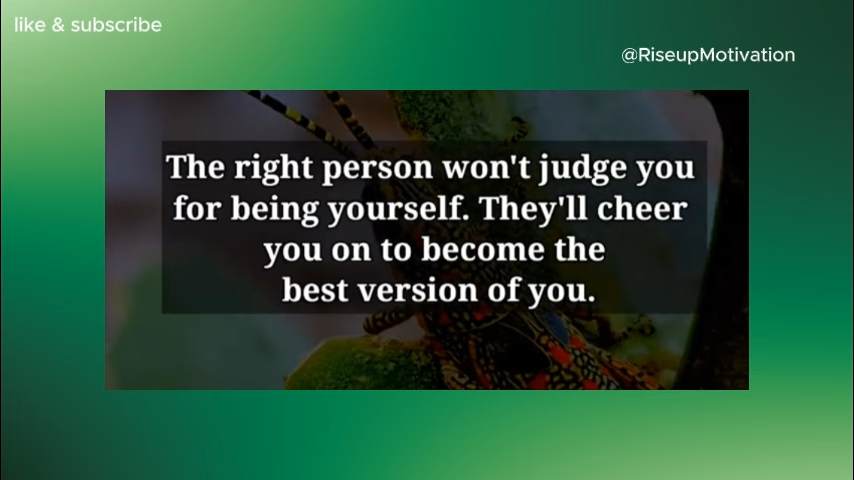 like & subscribe
@RiseupMotivation
The right person won't judge you
for being yourself. They'll cheer
you on to become the
best version of you.